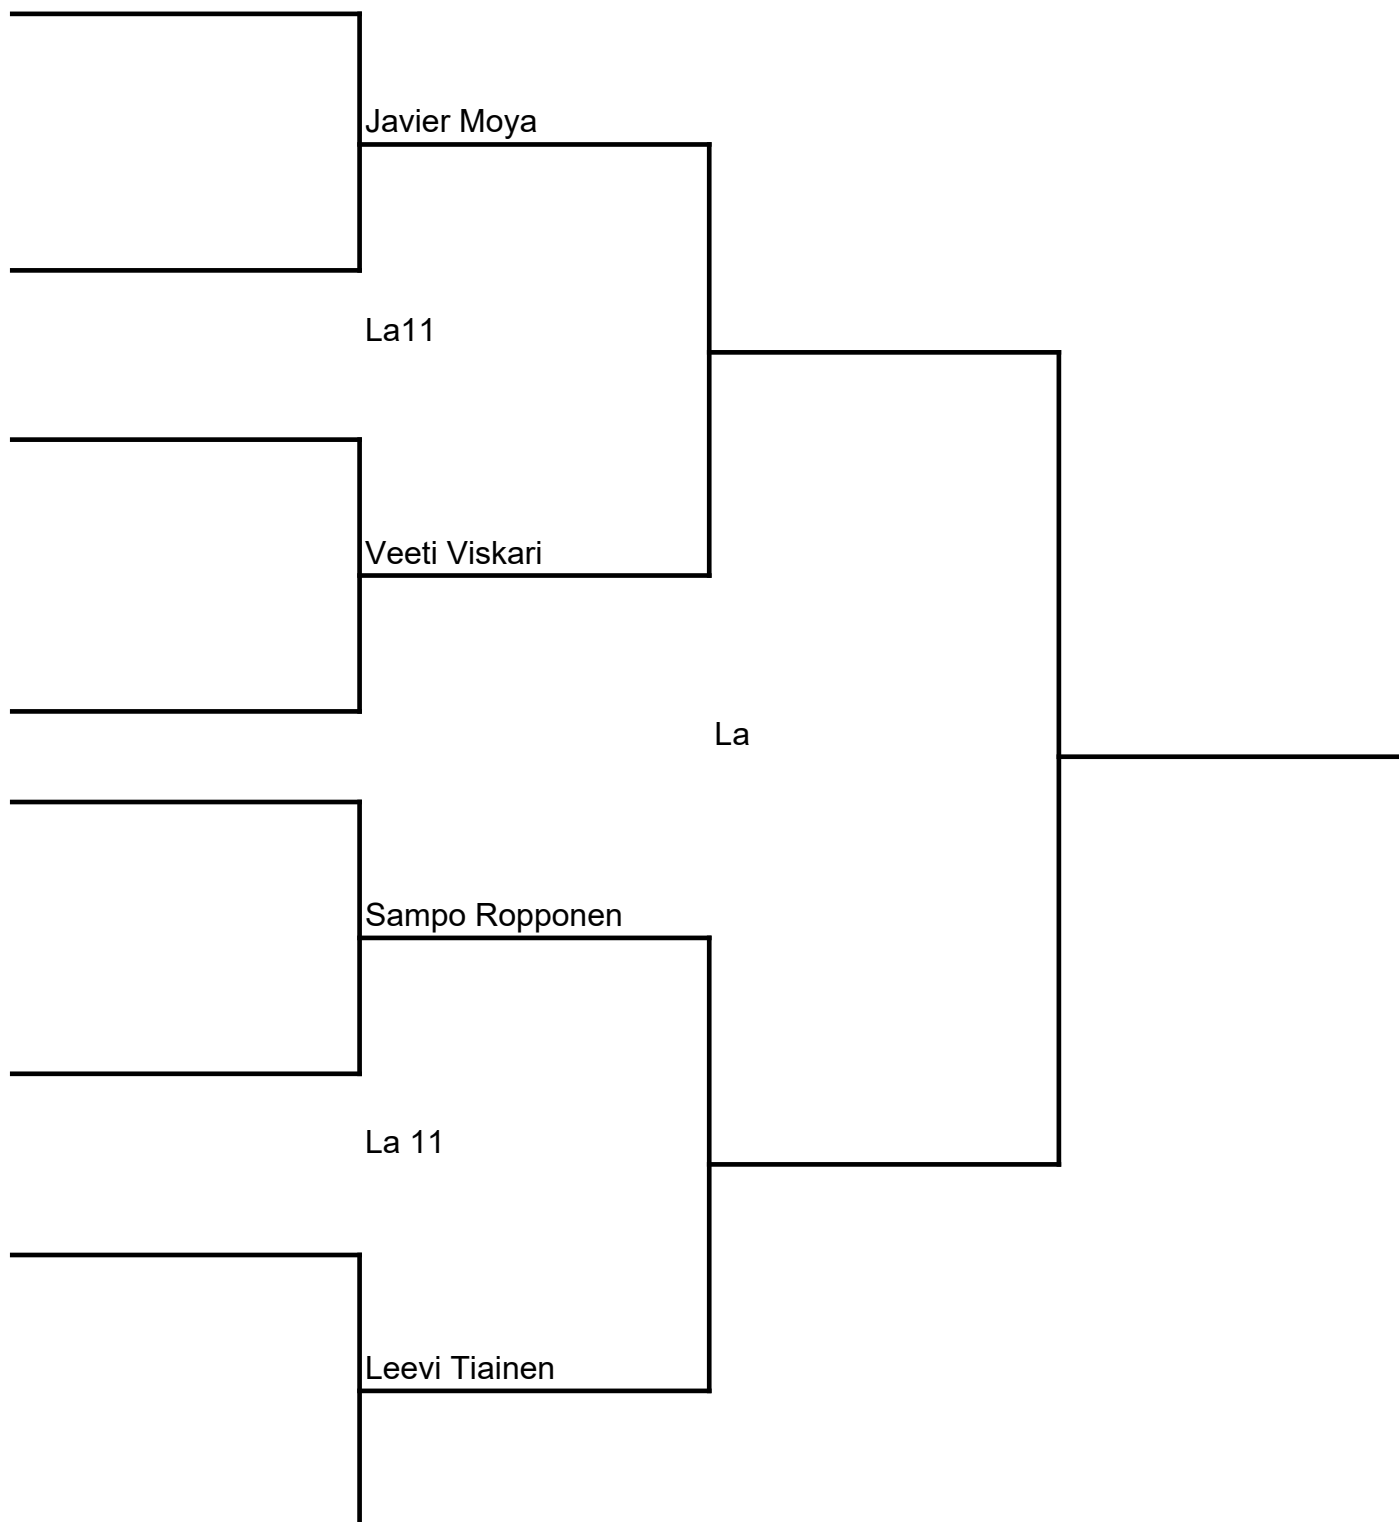 Javier Moya
La11
Veeti Viskari
La
Sampo Ropponen
La 11
Leevi Tiainen